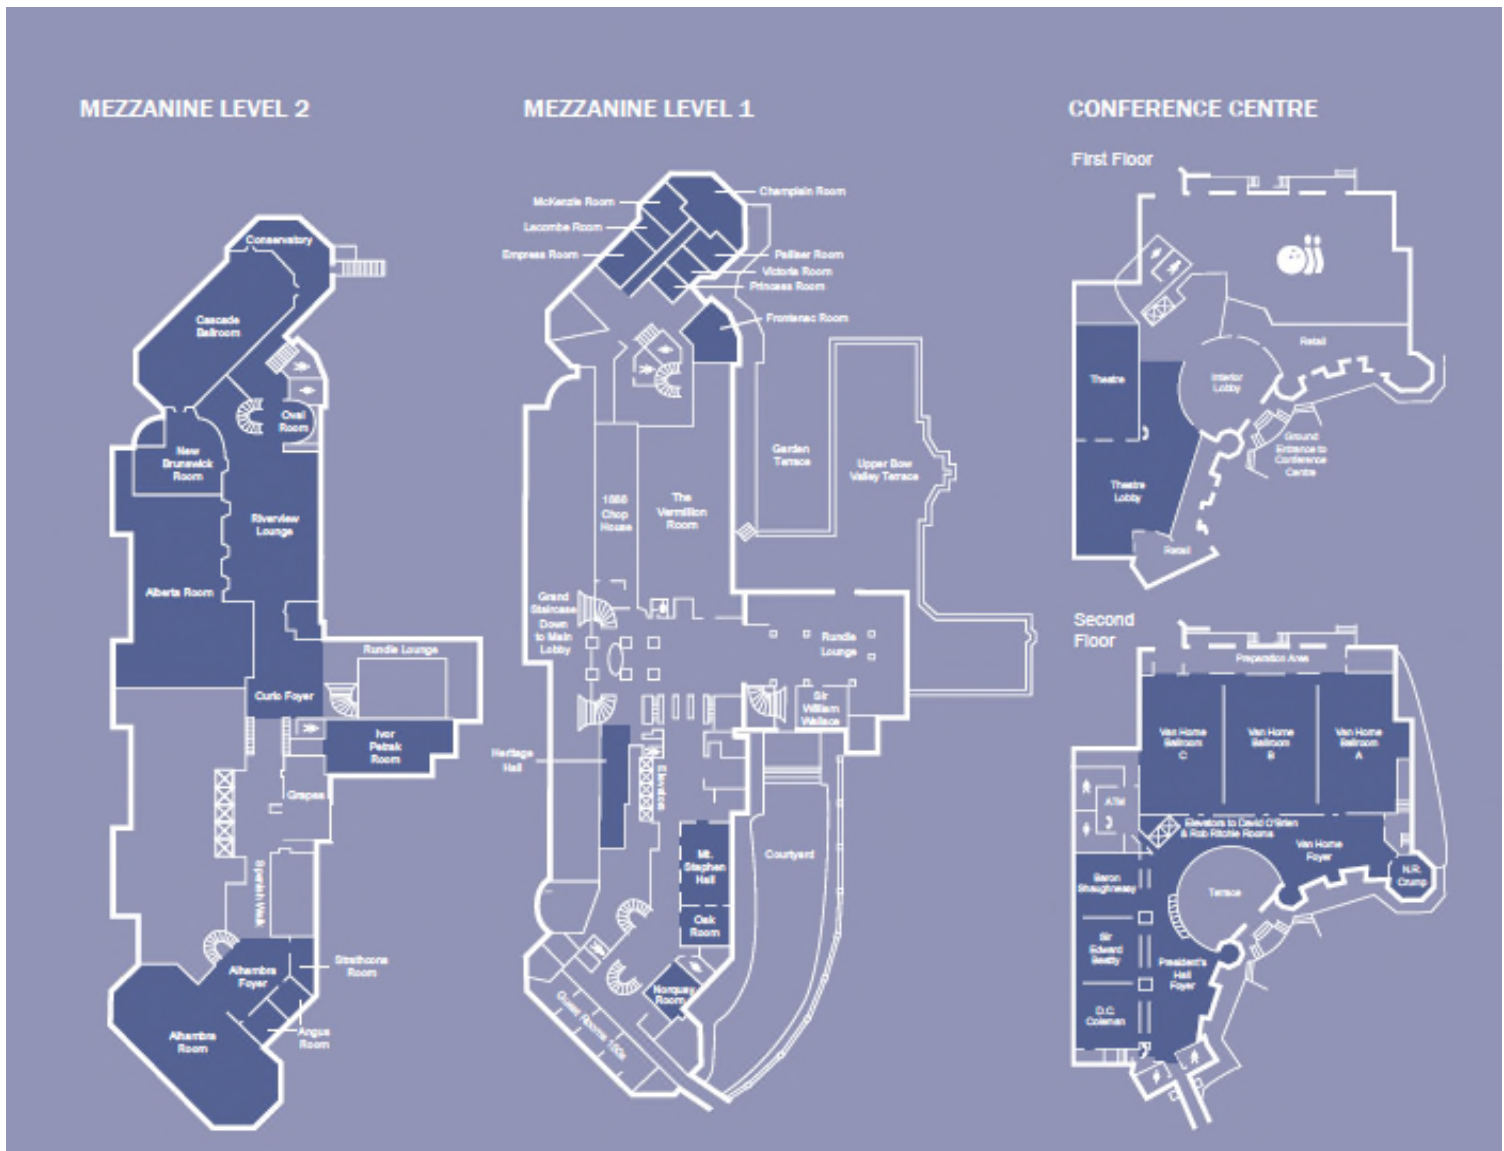 MEZZANINE LEVEL 2
Conservatory
Cascade
Ballroom
Oval
Room
New
Brunswick
Room
Riverview
Lounge
Alberta Room
Rundle Lounge
Curio Foyer
Ivor
Petrak
Room
Grapes
Spanish Walk
Alhambra
Foyer
Strathcona
Room
Angus
Room
Alhambra
Room
MEZZANINE LEVEL 1
McKenzie Room
Champlain Room
Lacombe Room
Empress Room
Palliser Room
Victoria Room
Princess Room
Frontenac Room
Garden
Terrace
Upper Bow
Valley Terrace
1888
Chop
House
The
Vermillion
Room
Grand
Staircase
Down
to Main
Lobby
Rundle
Lounge
Sir
William
Wallace
Heritage
Hall
Elevators
Mt.
Stephen
Hall
Courtyard
Oak
Room
Norquay
Room
Guest Rooms 150s
CONFERENCE CENTRE
First Floor
Retail
Theatre
Interior
Lobby
Ground
Entrance to
Conference
Centre
Theatre
Lobby
Retail
Second
Floor
Preparation Area
Van Horne
Ballroom
C
Van Horne
Ballroom
B
Van Horne
Ballroom
A
ATM
Elevators to David O'Brien
& Rob Ritchie Rooms
Van Horne
Foyer
Baron
Shaughnessy
N.R.
Crump
Terrace
Sir
Edward
Beatty
President's
Hall
Foyer
D.C.
Coleman